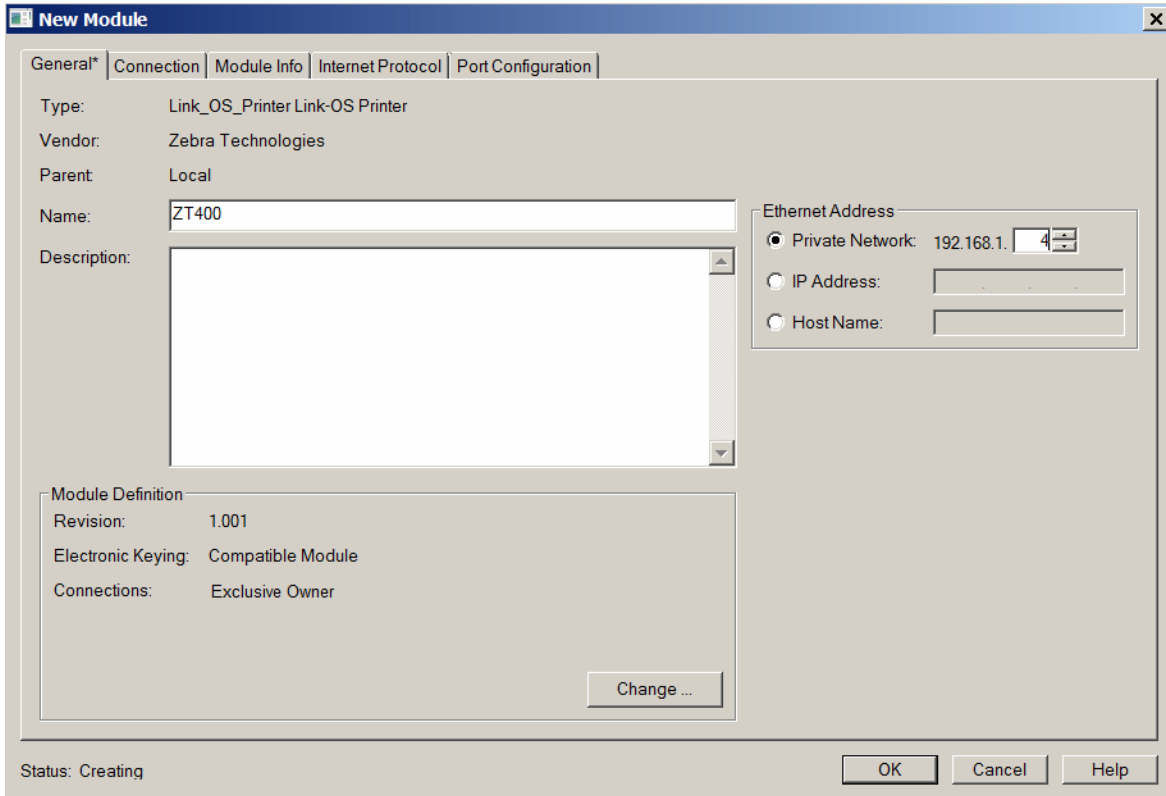 New Module
General* Connection Module Info Internet Protocol Port Configuration
Type: Link_OS_Printer Link-OS Printer
Vendor: Zebra Technologies
Parent: Local
Name: ZT400
Description:
Ethernet Address
Private Network: 192.168.1. 4
IP Address: . . .
Host Name:
Module Definition
Revision: 1.001
Electronic Keying: Compatible Module
Connections: Exclusive Owner
Change ...
Status: Creating
OK Cancel Help